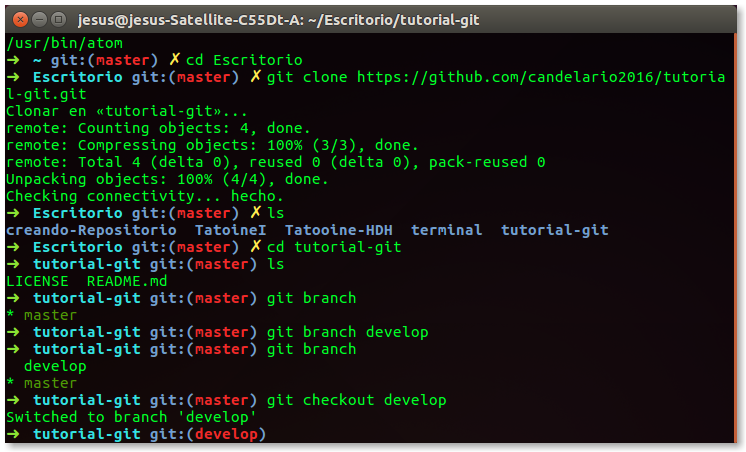 jesus@jesus-Satellite-C55Dt-A: ~/Escritorio/tutorial-git
/usr/bin/atom
➜ ~ git:(master) ✗ cd Escritorio
➜ Escritorio git:(master) ✗ git clone https://github.com/candelario2016/tutoria
l-git.git
Clonar en «tutorial-git»...
remote: Counting objects: 4, done.
remote: Compressing objects: 100% (3/3), done.
remote: Total 4 (delta 0), reused 0 (delta 0), pack-reused 0
Unpacking objects: 100% (4/4), done.
Checking connectivity... hecho.
➜ Escritorio git:(master) ✗ ls
creando-Repositorio TatoineI Tatooine-HDH terminal tutorial-git
➜ Escritorio git:(master) ✗ cd tutorial-git
➜ tutorial-git git:(master) ls
LICENSE README.md
➜ tutorial-git git:(master) git branch
* master
➜ tutorial-git git:(master) git branch develop
➜ tutorial-git git:(master) git branch
develop
* master
➜ tutorial-git git:(master) git checkout develop
Switched to branch 'develop'
➜ tutorial-git git:(develop)